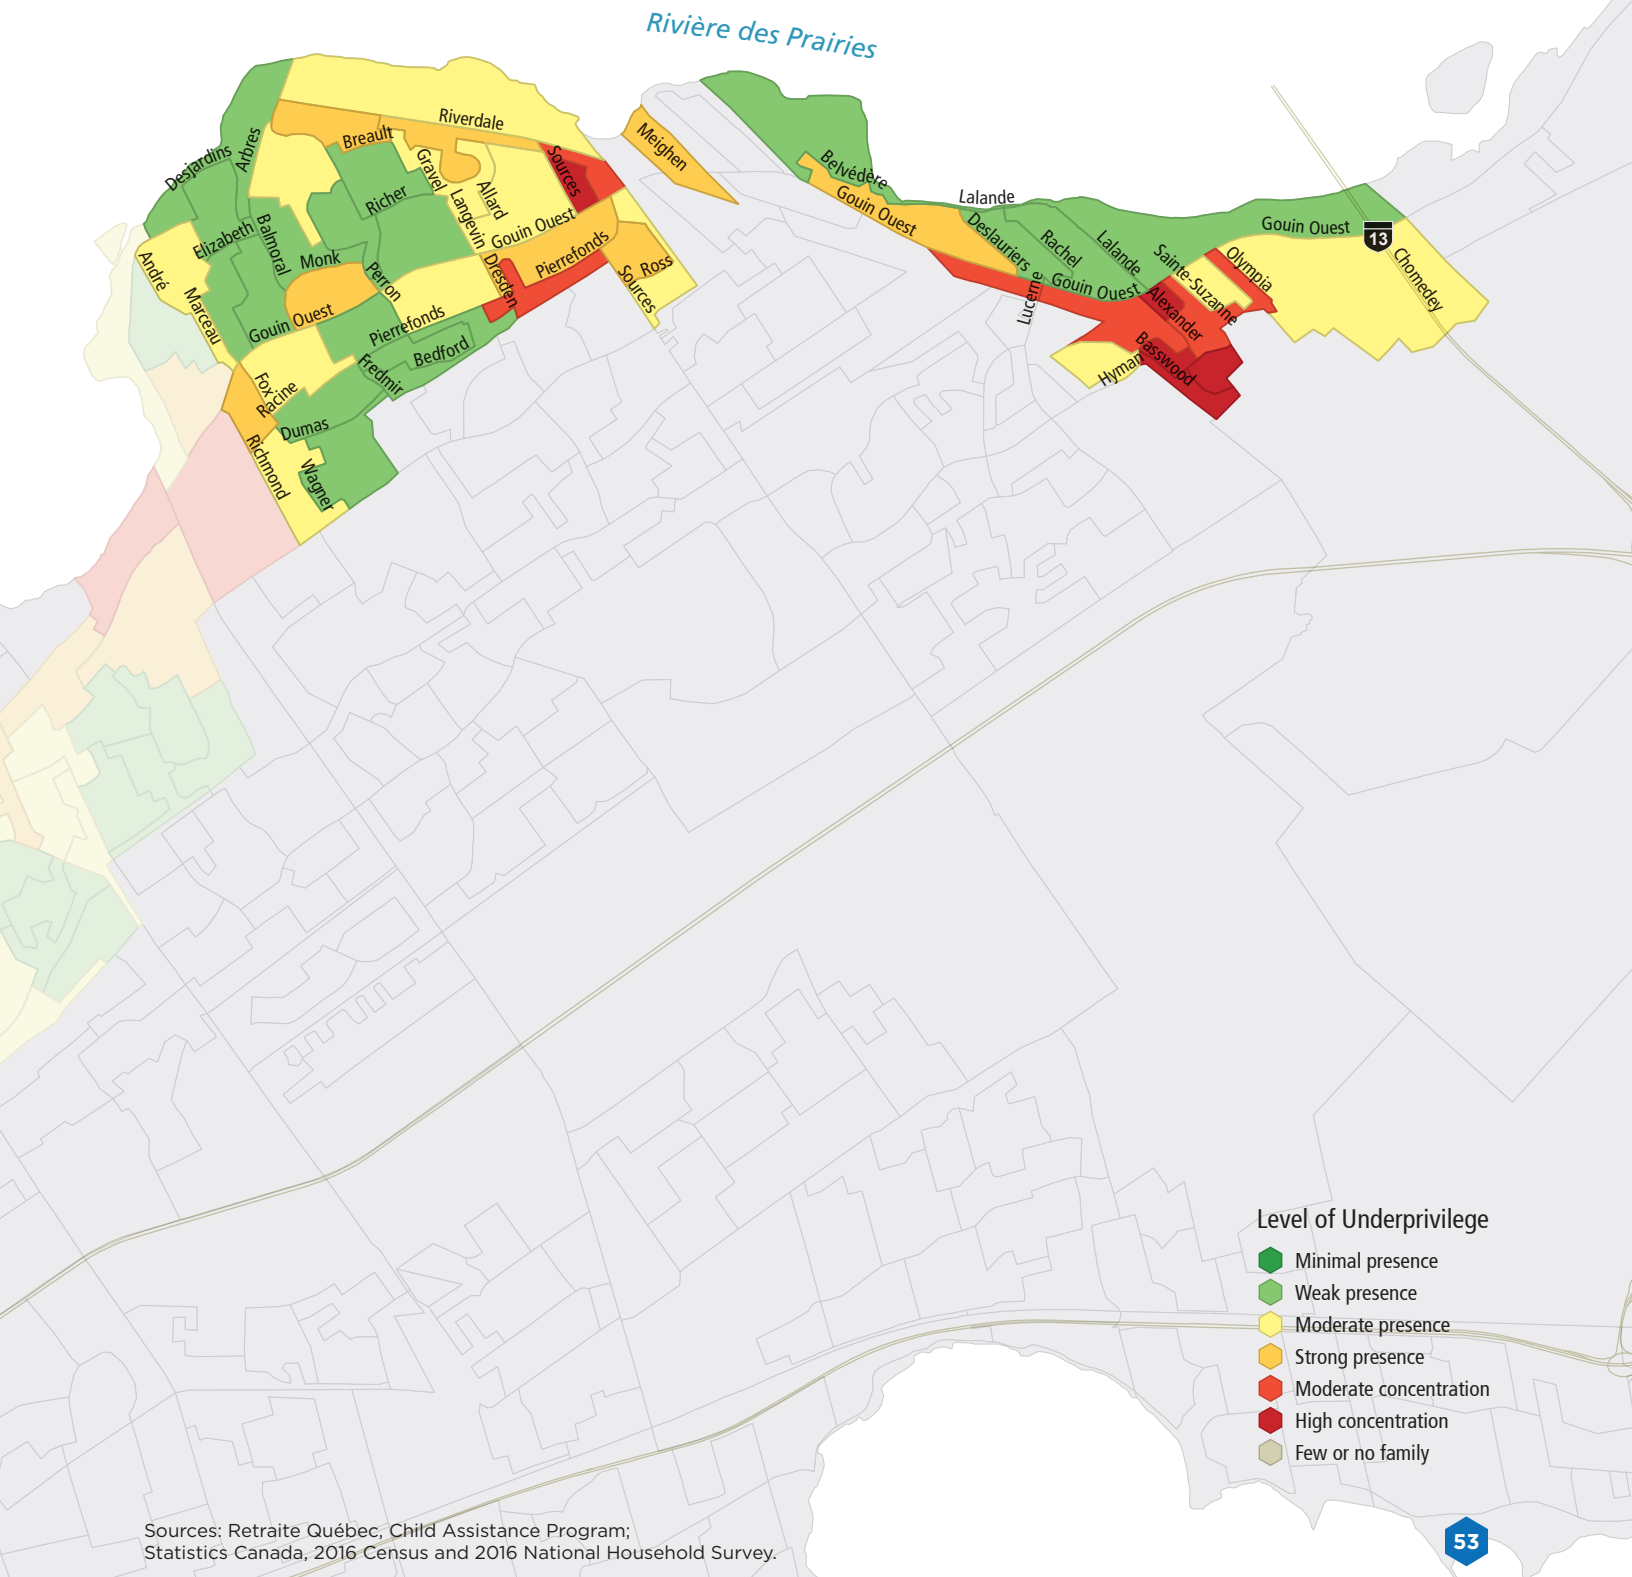 Rivière des Prairies
Riverdale
Breault
Arbres
Desjardins
Sources
Meighen
Gravel
Allard
Langevin
Richer
Balmoral
Elizabeth
André
Marceau
Monk
Perron
Gouin Ouest
Gouin Ouest
Pierrefonds
Pierrefonds
Dresden
Sources
Ross
Bedford
Fredmir
Fox
Racine
Dumas
Richmond
Wagner
Belvédère
Gouin Ouest
Lalande
Deslauriers
Rachel
Lalande
Lucerne
Gouin Ouest
Sainte-Suzanne
Alexander
Olympia
Gouin Ouest
13
Chomedey
Basswood
Hyman
Level of Underprivilege
Minimal presence
Weak presence
Moderate presence
Strong presence
Moderate concentration
High concentration
Few or no family
Sources: Retraite Québec, Child Assistance Program;
Statistics Canada, 2016 Census and 2016 National Household Survey.
53